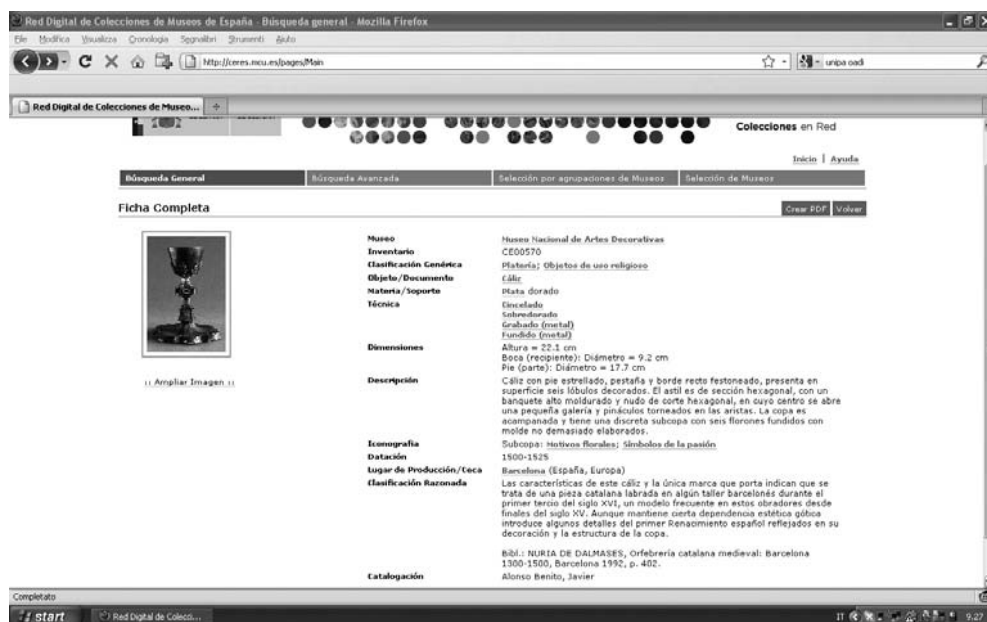 Red Digital de Colecciones de Museos de España - Búsqueda general - Mozilla Firefox
File Modifica Visualizza Cronologia Segnalibri Strumenti Aiuto
http://ceres.mcu.es/pages/Main
unipa oadi
Red Digital de Colecciones de Museo...
Colecciones en Red
Inicio | Ayuda
Búsqueda General Búsqueda Avanzada Selección por agrupaciones de Museos Selección de Museos
Ficha Completa Crear PDF Volver
Museo Museo Nacional de Artes Decorativas
Inventario CE00570
Clasificación Genérica Platería; Objetos de uso religioso
Objeto/Documento Cáliz
Materia/Soporte Plata dorado
Técnica Cincelado
Sobredorado
Grabado (metal)
Fundido (metal)
Dimensiones Altura = 22.1 cm
Boca (recipiente): Diámetro = 9.2 cm
Pie (parte): Diámetro = 17.7 cm
:: Ampliar Imagen ::
Descripción Cáliz con pie estrellado, pestaña y borde recto festoneado, presenta en
superficie seis lóbulos decorados. El astil es de sección hexagonal, con un
banquete alto moldurado y nudo de corte hexagonal, en cuyo centro se abre
una pequeña galería y pináculos torneados en las aristas. La copa es
acampanada y tiene una discreta subcopa con seis florones fundidos con
molde no demasiado elaborados.
Iconografía Subcopa: Motivos florales; Símbolos de la pasión
Datación 1500-1525
Lugar de Producción/Ceca Barcelona (España, Europa)
Clasificación Razonada Las características de este cáliz y la única marca que porta indican que se
trata de una pieza catalana labrada en algún taller barcelonés durante el
primer tercio del siglo XVI, un modelo frecuente en estos obradores desde
finales del siglo XV. Aunque mantiene cierta dependencia estética gótica
introduce algunos detalles del primer Renacimiento español reflejados en su
decoración y la estructura de la copa.
Bibl.: NURIA DE DALMASES, Orfebrería catalana medieval: Barcelona
1300-1500, Barcelona 1992, p. 402.
Catalogación Alonso Benito, Javier
Completato
start Red Digital de Colecci... IT 9.27